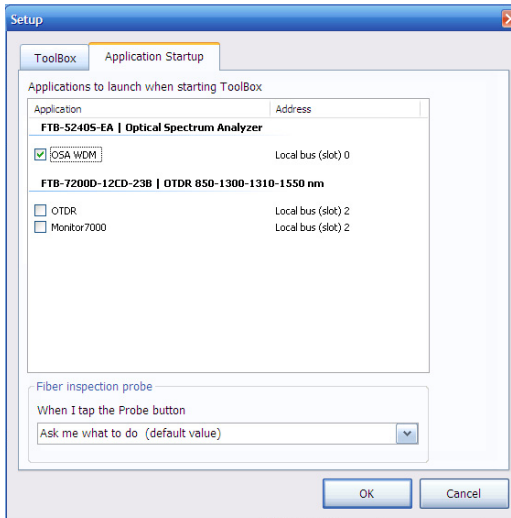 Setup
ToolBox Application Startup
Applications to launch when starting ToolBox
Application Address
FTB-5240S-EA | Optical Spectrum Analyzer
OSA WDM Local bus (slot) 0
FTB-7200D-12CD-23B | OTDR 850-1300-1310-1550 nm
OTDR Local bus (slot) 2
Monitor7000 Local bus (slot) 2
Fiber inspection probe
When I tap the Probe button
Ask me what to do (default value)
OK Cancel